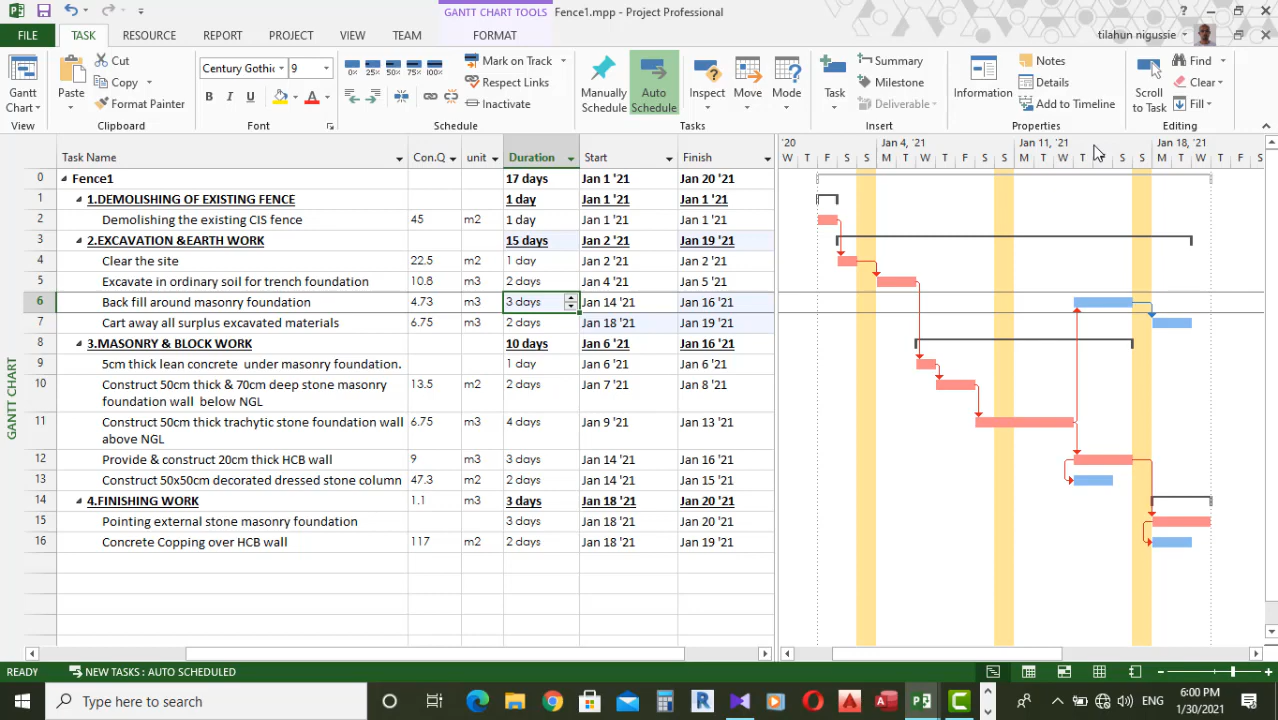 GANTT CHART TOOLS
Fence1.mpp - Project Professional
FILE TASK RESOURCE REPORT PROJECT VIEW TEAM FORMAT
tilahun nigussie
Gantt Chart
View
Paste
Cut
Copy
Format Painter
Clipboard
Century Gothic 9
B I U A
Font
0% 25% 50% 75% 100%
Mark on Track
Respect Links
Inactivate
Schedule
Manually Schedule
Auto Schedule
Inspect
Move
Mode
Tasks
Task
Summary
Milestone
Deliverable
Insert
Information
Notes
Details
Add to Timeline
Properties
Scroll to Task
Find
Clear
Fill
Editing
Task Name Con.Q unit Duration Start Finish
'20 Jan 4, '21 Jan 11, '21 Jan 18, '21
W T F S S M T W T F S S M T W T F S S M T W T F S
GANTT CHART
0 Fence1 17 days Jan 1 '21 Jan 20 '21
1 1.DEMOLISHING OF EXISTING FENCE 1 day Jan 1 '21 Jan 1 '21
2 Demolishing the existing CIS fence 45 m2 1 day Jan 1 '21 Jan 1 '21
3 2.EXCAVATION &EARTH WORK 15 days Jan 2 '21 Jan 19 '21
4 Clear the site 22.5 m2 1 day Jan 2 '21 Jan 2 '21
5 Excavate in ordinary soil for trench foundation 10.8 m2 2 days Jan 4 '21 Jan 5 '21
6 Back fill around masonry foundation 4.73 m3 3 days Jan 14 '21 Jan 16 '21
7 Cart away all surplus excavated materials 6.75 m3 2 days Jan 18 '21 Jan 19 '21
8 3.MASONRY & BLOCK WORK 10 days Jan 6 '21 Jan 16 '21
9 5cm thick lean concrete under masonry foundation. 1 day Jan 6 '21 Jan 6 '21
10 Construct 50cm thick & 70cm deep stone masonry 13.5 m2 2 days Jan 7 '21 Jan 8 '21
foundation wall below NGL
11 Construct 50cm thick trachytic stone foundation wall 6.75 m3 4 days Jan 9 '21 Jan 13 '21
above NGL
12 Provide & construct 20cm thick HCB wall 9 m3 3 days Jan 14 '21 Jan 16 '21
13 Construct 50x50cm decorated dressed stone column 47.3 m2 2 days Jan 14 '21 Jan 15 '21
14 4.FINISHING WORK 1.1 m3 3 days Jan 18 '21 Jan 20 '21
15 Pointing external stone masonry foundation 3 days Jan 18 '21 Jan 20 '21
16 Concrete Copping over HCB wall 117 m2 2 days Jan 18 '21 Jan 19 '21
READY NEW TASKS : AUTO SCHEDULED
Type here to search
ENG
6:00 PM
1/30/2021